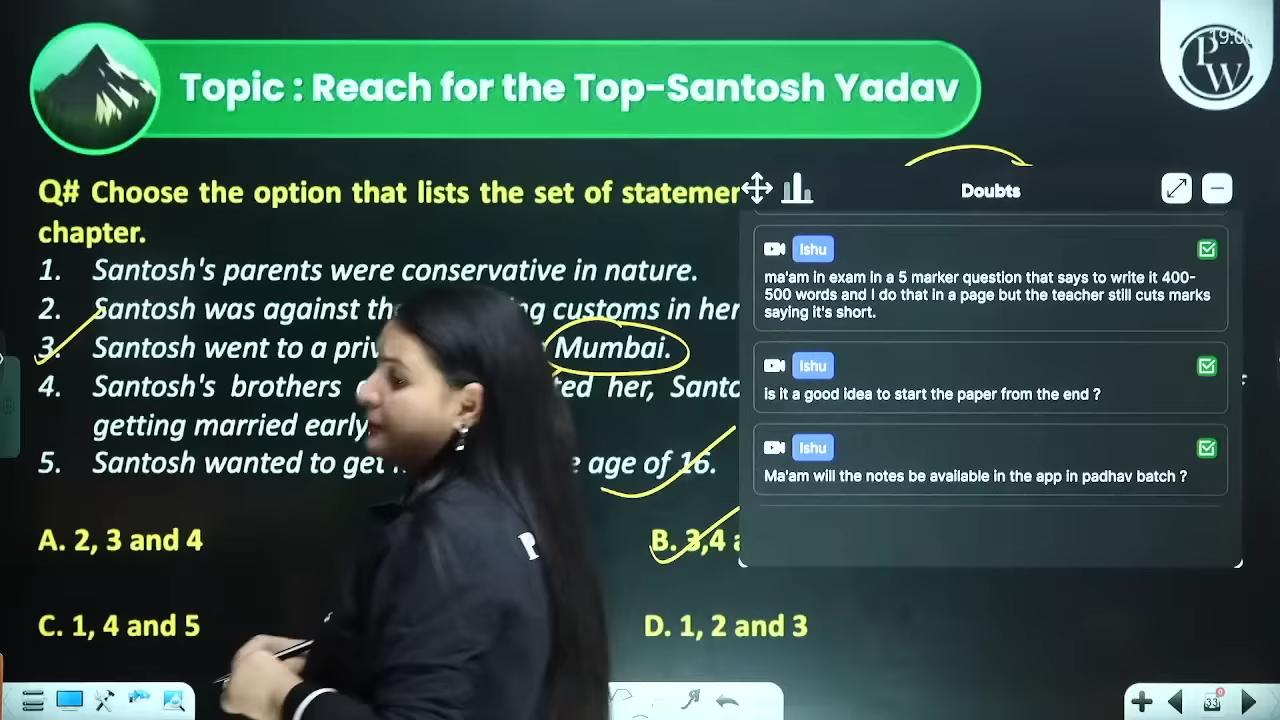 Topic : Reach for the Top-Santosh Yadav
PW
19:0
Q# Choose the option that lists the set of
chapter.
1. Santosh's parents were conservative in nature.
2. Santosh was against customs in her
3. Santosh went to a Mumbai.
4. Santosh's brothers her,
getting married early
5. Santosh wanted to get age of 16.
A. 2, 3 and 4
B. 3,4
C. 1, 4 and 5
D. 1, 2 and 3
Doubts
Ishu
ma'am in exam in a 5 marker question that says to write it 400-
500 words and I do that in a page but the teacher still cuts marks
saying it's short.
Ishu
is it a good idea to start the paper from the end ?
Ishu
Ma'am will the notes be available in the app in padhav batch ?
P
33